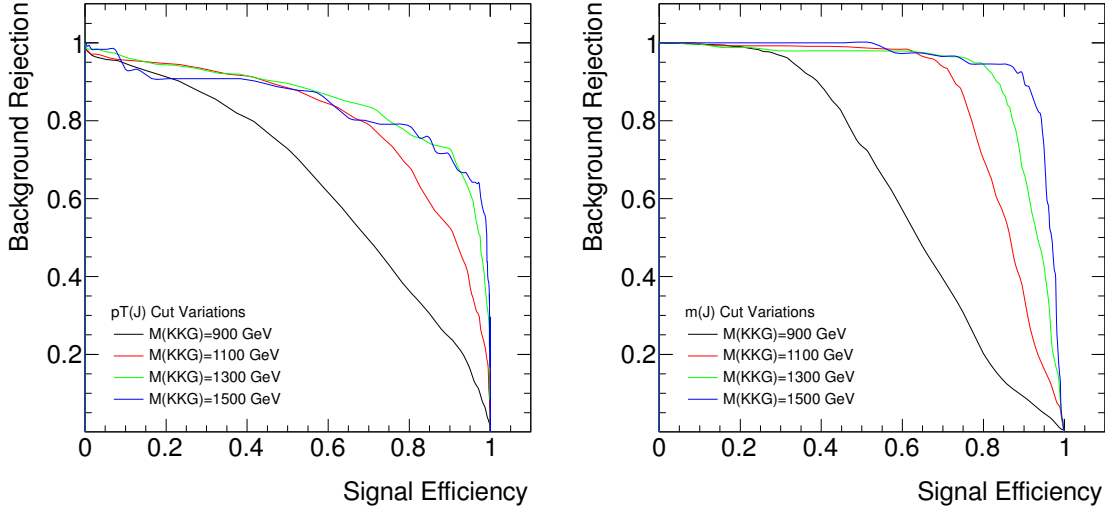 Background Rejection
1
0.8
0.6
0.4
0.2
pT(J) Cut Variations
M(KKG)=900 GeV
M(KKG)=1100 GeV
M(KKG)=1300 GeV
M(KKG)=1500 GeV
0 0.2 0.4 0.6 0.8 1
Signal Efficiency
Background Rejection
1
0.8
0.6
0.4
0.2
m(J) Cut Variations
M(KKG)=900 GeV
M(KKG)=1100 GeV
M(KKG)=1300 GeV
M(KKG)=1500 GeV
0 0.2 0.4 0.6 0.8 1
Signal Efficiency